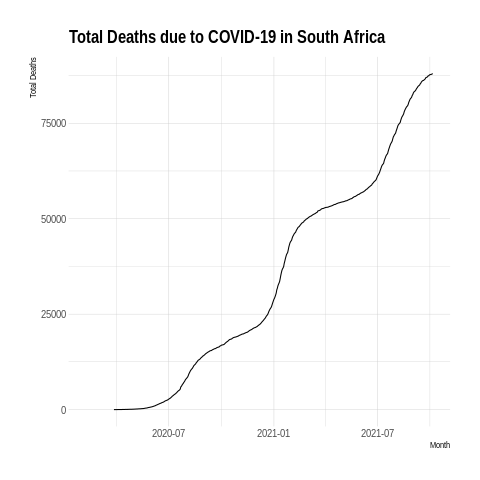 Total Deaths due to COVID-19 in South Africa
Total Deaths
75000
50000
25000
0
2020-07
2021-01
2021-07
Month